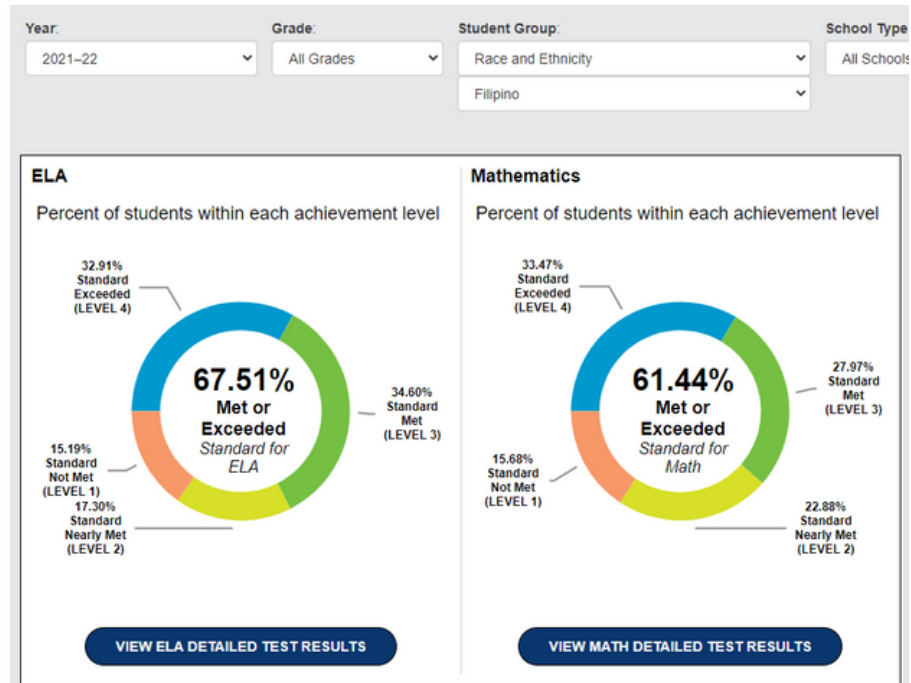 Year:
Grade:
Student Group:
School Type
2021–22
All Grades
Race and Ethnicity
All Schools
Filipino
ELA
Percent of students within each achievement level
32.91%
Standard
Exceeded
(LEVEL 4)
67.51%
Met or
Exceeded
Standard for
ELA
34.60%
Standard
Met
(LEVEL 3)
15.19%
Standard
Not Met
(LEVEL 1)
17.30%
Standard
Nearly Met
(LEVEL 2)
VIEW ELA DETAILED TEST RESULTS
Mathematics
Percent of students within each achievement level
33.47%
Standard
Exceeded
(LEVEL 4)
61.44%
Met or
Exceeded
Standard for
Math
27.97%
Standard
Met
(LEVEL 3)
15.68%
Standard
Not Met
(LEVEL 1)
22.88%
Standard
Nearly Met
(LEVEL 2)
VIEW MATH DETAILED TEST RESULTS